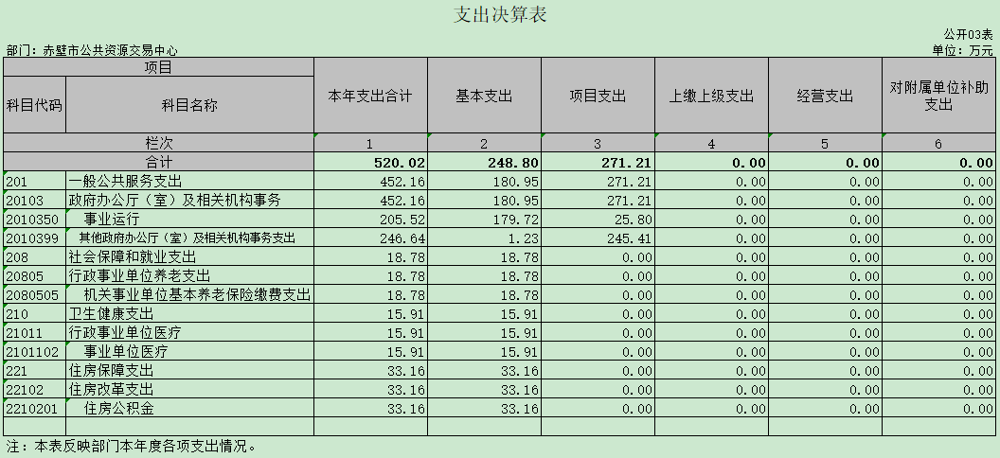 支出决算表
公开03表
部门：赤壁市公共资源交易中心 单位：万元
项目 本年支出合计 基本支出 项目支出 上缴上级支出 经营支出 对附属单位补助支出
科目代码 科目名称
栏次 1 2 3 4 5 6
合计 520.02 248.80 271.21 0.00 0.00 0.00
201 一般公共服务支出 452.16 180.95 271.21 0.00 0.00 0.00
20103 政府办公厅（室）及相关机构事务 452.16 180.95 271.21 0.00 0.00 0.00
2010350 事业运行 205.52 179.72 25.80 0.00 0.00 0.00
2010399 其他政府办公厅（室）及相关机构事务支出 246.64 1.23 245.41 0.00 0.00 0.00
208 社会保障和就业支出 18.78 18.78 0.00 0.00 0.00 0.00
20805 行政事业单位养老支出 18.78 18.78 0.00 0.00 0.00 0.00
2080505 机关事业单位基本养老保险缴费支出 18.78 18.78 0.00 0.00 0.00 0.00
210 卫生健康支出 15.91 15.91 0.00 0.00 0.00 0.00
21011 行政事业单位医疗 15.91 15.91 0.00 0.00 0.00 0.00
2101102 事业单位医疗 15.91 15.91 0.00 0.00 0.00 0.00
221 住房保障支出 33.16 33.16 0.00 0.00 0.00 0.00
22102 住房改革支出 33.16 33.16 0.00 0.00 0.00 0.00
2210201 住房公积金 33.16 33.16 0.00 0.00 0.00 0.00
注：本表反映部门本年度各项支出情况。